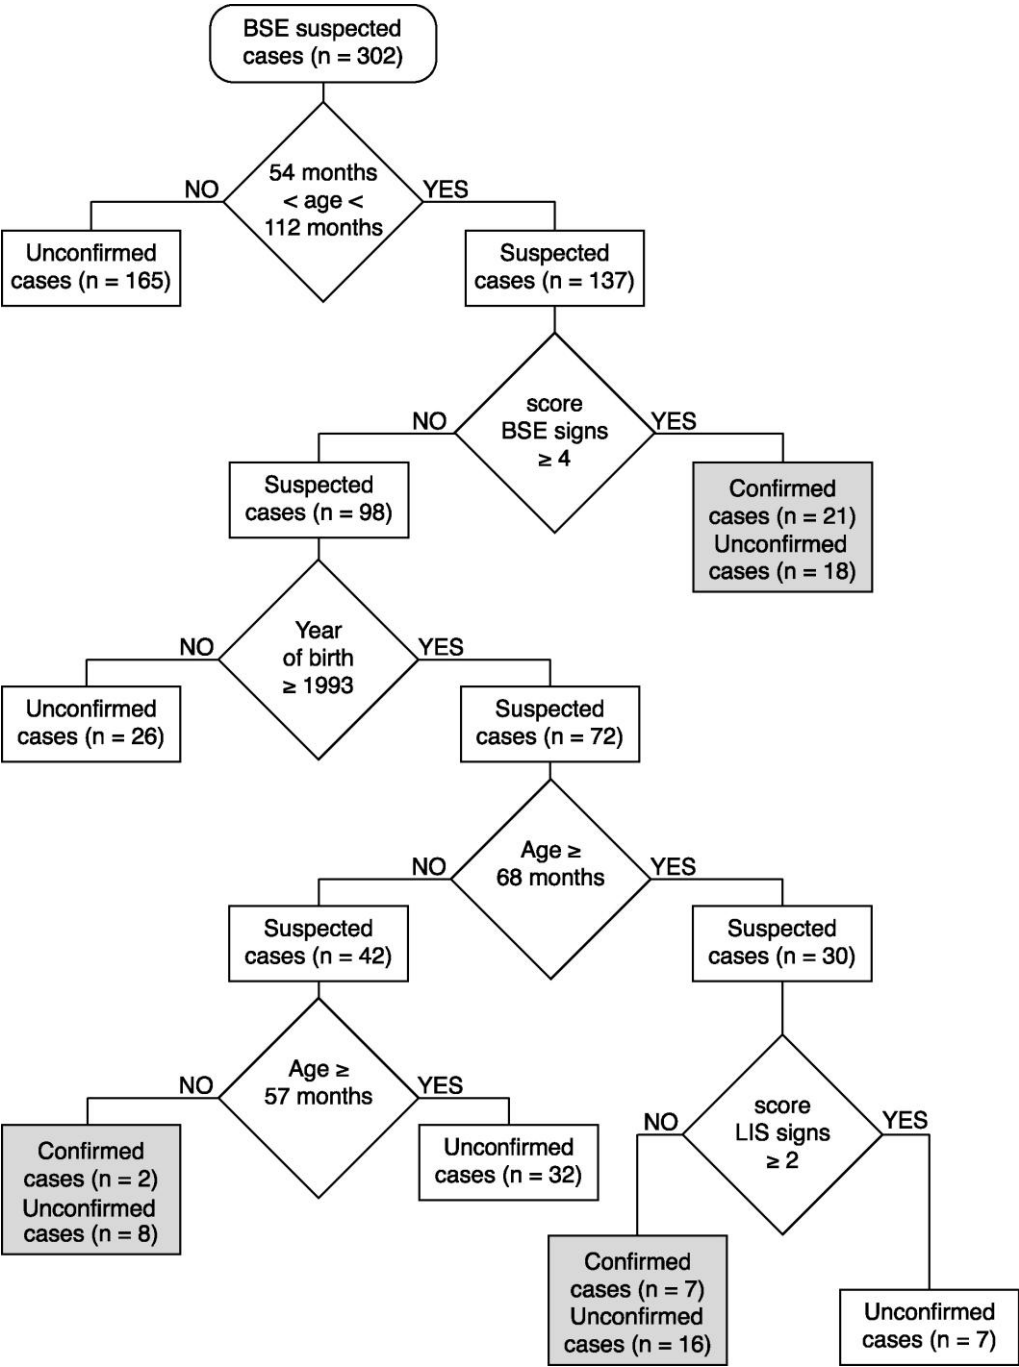 BSE suspected
cases (n = 302)
54 months
< age <
112 months
NO
YES
Unconfirmed
cases (n = 165)
Suspected
cases (n = 137)
score
BSE signs
≥ 4
NO
YES
Suspected
cases (n = 98)
Confirmed
cases (n = 21)
Unconfirmed
cases (n = 18)
Year
of birth
≥ 1993
NO
YES
Unconfirmed
cases (n = 26)
Suspected
cases (n = 72)
Age ≥
68 months
NO
YES
Suspected
cases (n = 42)
Suspected
cases (n = 30)
Age ≥
57 months
NO
YES
Confirmed
cases (n = 2)
Unconfirmed
cases (n = 8)
Unconfirmed
cases (n = 32)
score
LIS signs
≥ 2
NO
YES
Confirmed
cases (n = 7)
Unconfirmed
cases (n = 16)
Unconfirmed
cases (n = 7)